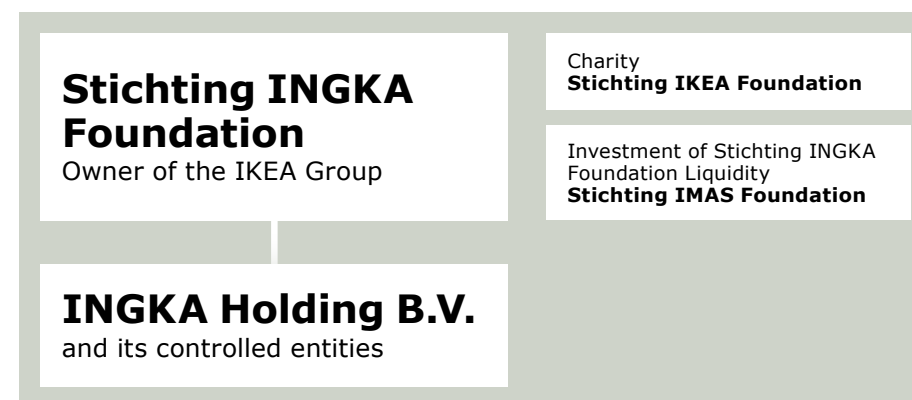 Stichting INGKA
Foundation
Owner of the IKEA Group
Charity
Stichting IKEA Foundation
Investment of Stichting INGKA
Foundation Liquidity
Stichting IMAS Foundation
INGKA Holding B.V.
and its controlled entities